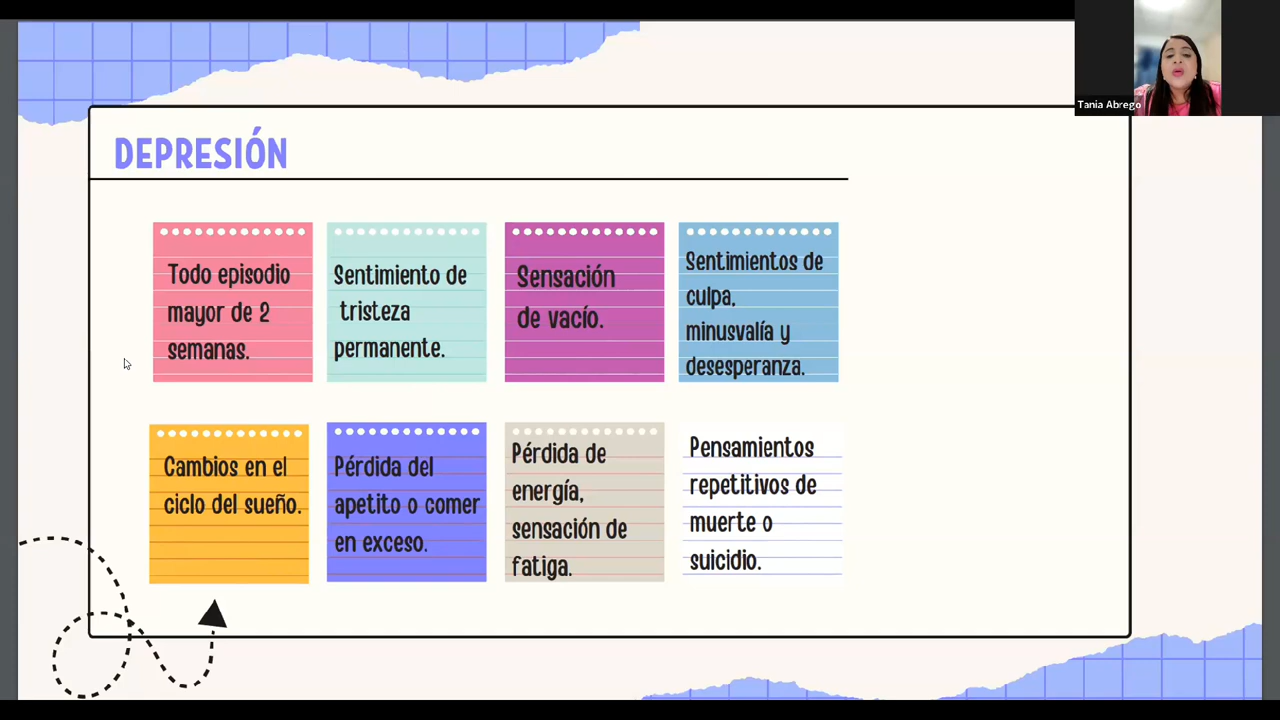 Tania Abrego
DEPRESIÓN
Todo episodio
mayor de 2
semanas.
Sentimiento de
tristeza
permanente.
Sensación
de vacío.
Sentimientos de
culpa,
minusvalía y
desesperanza.
Cambios en el
ciclo del sueño.
Pérdida del
apetito o comer
en exceso.
Pérdida de
energía,
sensación de
fatiga.
Pensamientos
repetitivos de
muerte o
suicidio.